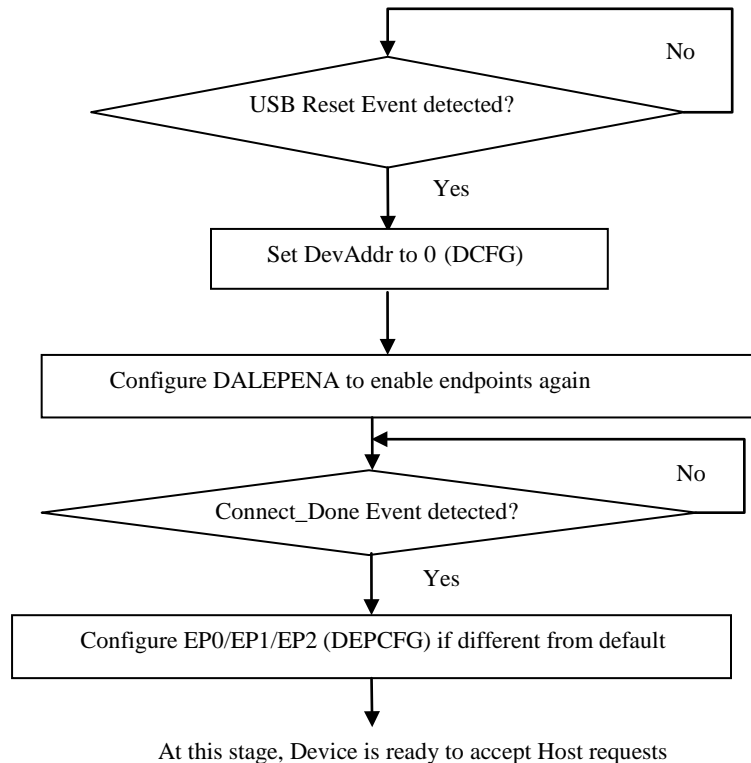 No
USB Reset Event detected?
Yes
Set DevAddr to 0 (DCFG)
Configure DALEPENA to enable endpoints again
No
Connect_Done Event detected?
Yes
Configure EP0/EP1/EP2 (DEPCFG) if different from default
At this stage, Device is ready to accept Host requests